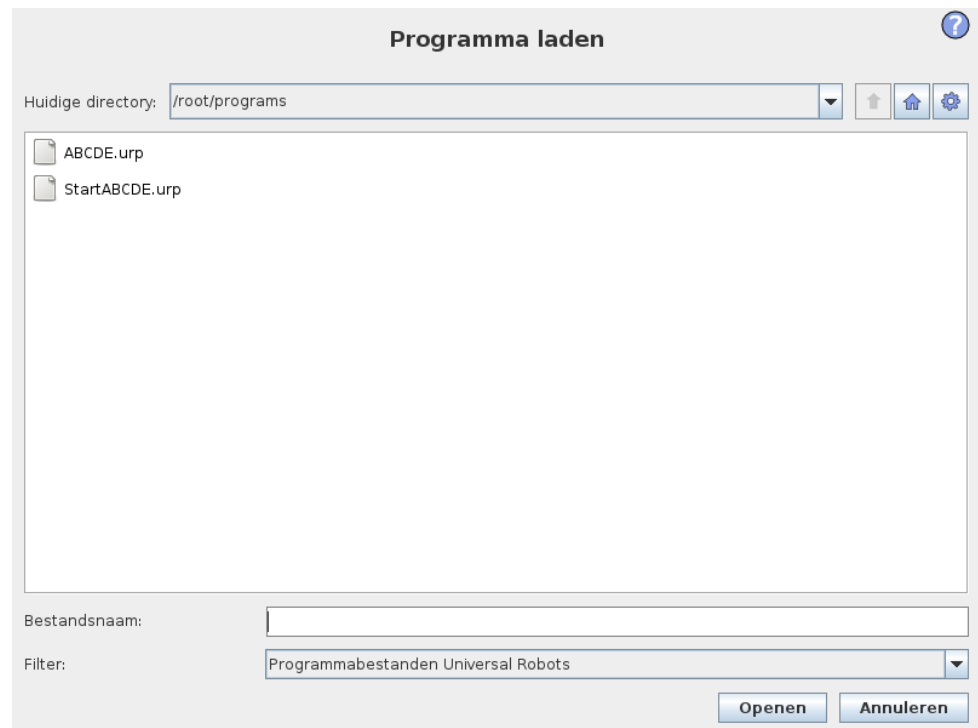 Programma laden
?
Huidige directory: /root/programs
ABCDE.urp
StartABCDE.urp
Bestandsnaam:
Filter: Programmabestanden Universal Robots
Openen Annuleren